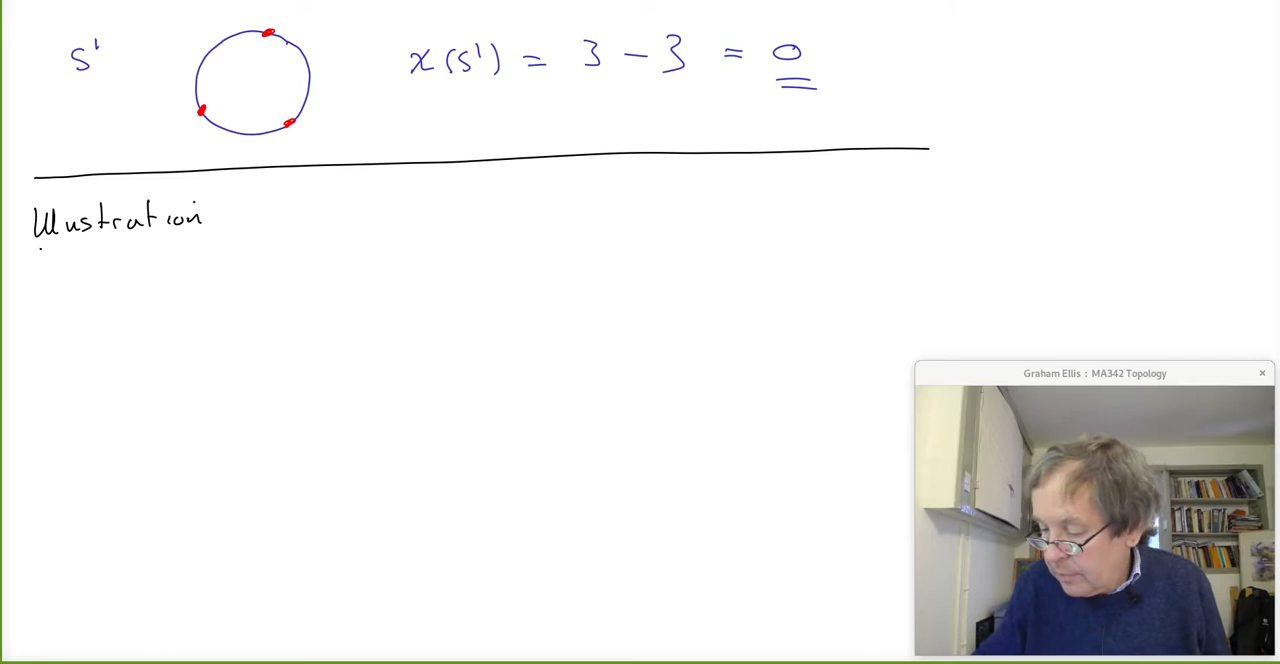 S¹ χ(S¹) = 3 − 3 = 0
Illustration
Graham Ellis : MA342 Topology ×